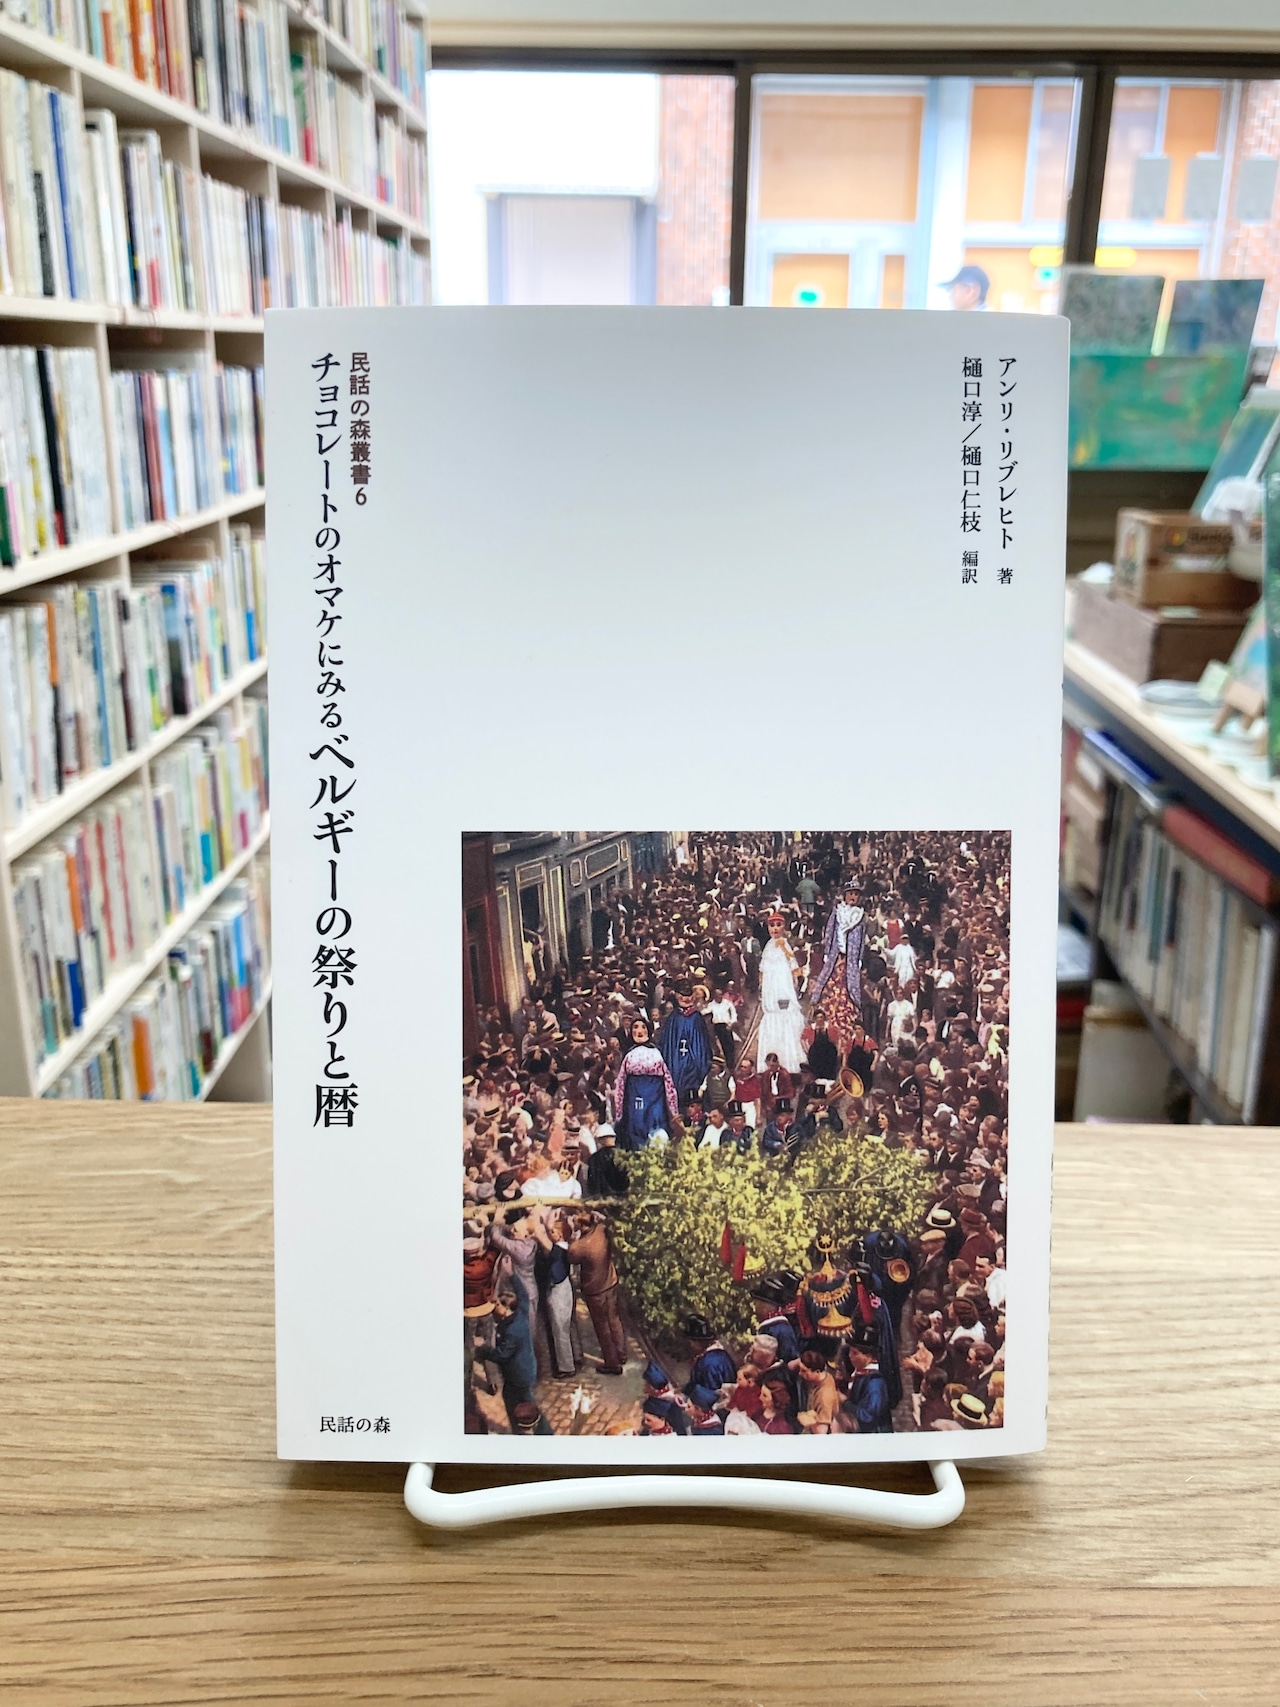 アンリ・リブレヒト 著
樋口淳／樋口仁枝 編訳
民話の森叢書6
チョコレートのオマケにみるベルギーの祭りと暦
民話の森